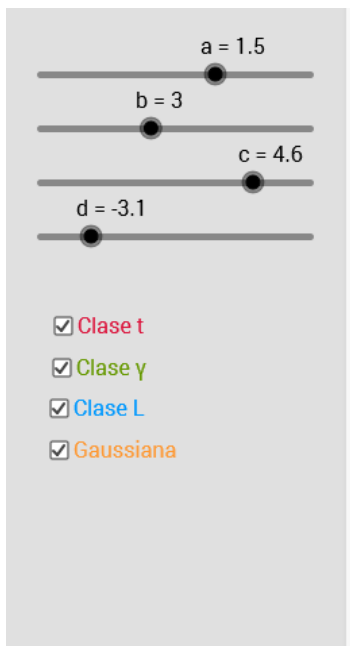 a = 1.5
b = 3
c = 4.6
d = -3.1
Clase t
Clase γ
Clase L
Gaussiana